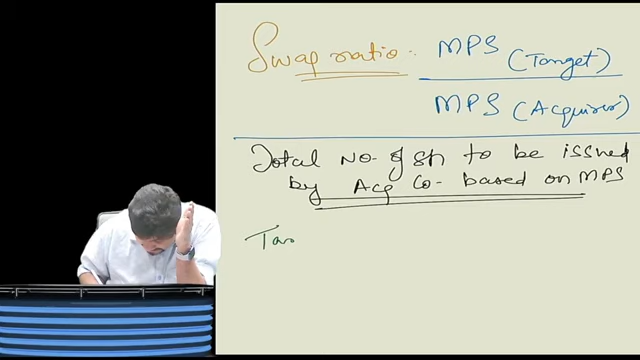 Swap ratio: MPS (Target)
MPS (Acquirer)
Total No. of sh to be issued
by Acq Co- based on MPS
Tar